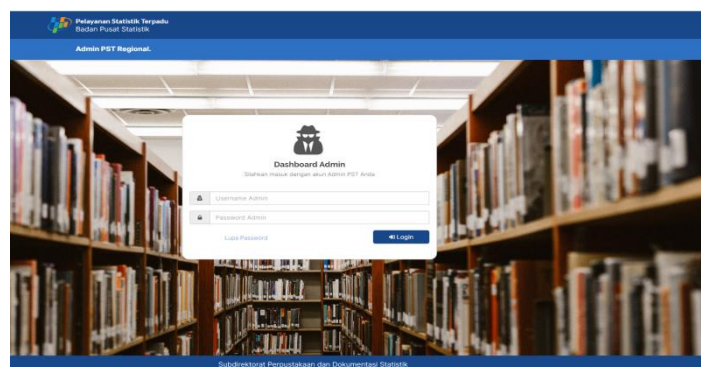 Pelayanan Statistik Terpadu
Badan Pusat Statistik
Admin PST Regional.
Dashboard Admin
Silahkan masuk dengan akun Admin PST Anda.
Username Admin
Password Admin
Lupa Password
Login
Subdirektorat Perpustakaan dan Dokumentasi Statistik